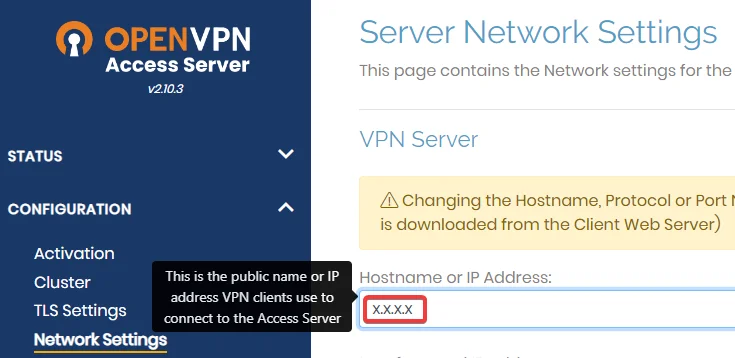 OPENVPN
Access Server
v2.10.3
STATUS
CONFIGURATION
Activation
Cluster
TLS Settings
Network Settings
Server Network Settings
This page contains the Network settings for the
VPN Server
Changing the Hostname, Protocol or Port
is downloaded from the Client Web Server)
Hostname or IP Address:
This is the public name or IP
address VPN clients use to
connect to the Access Server
X.X.X.X